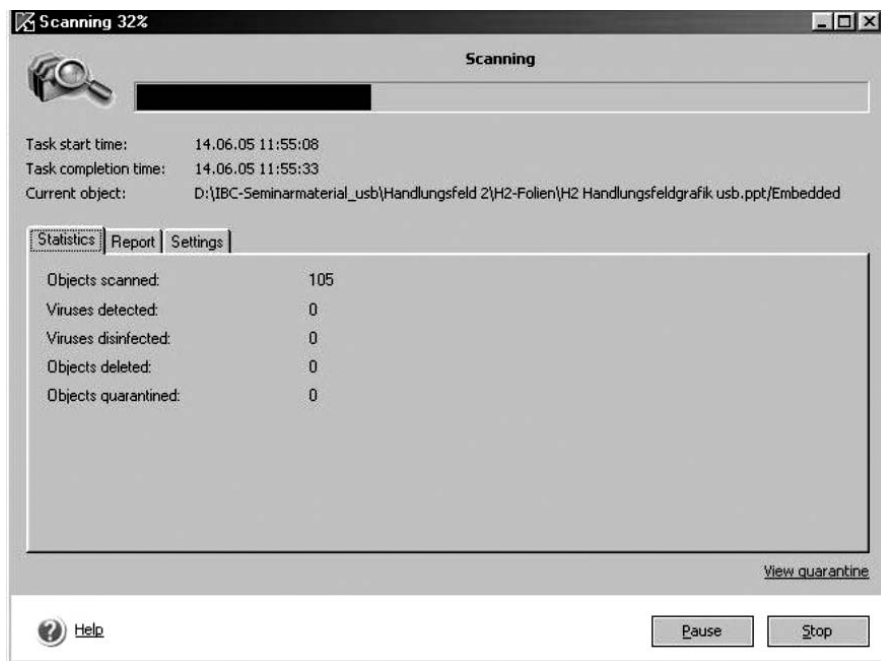 Scanning 32%
Scanning
Task start time: 14.06.05 11:55:08
Task completion time: 14.06.05 11:55:33
Current object: D:\IBC-Seminarmaterial_usb\Handlungsfeld 2\H2-Folien\H2 Handlungsfeldgrafik usb.ppt/Embedded
Statistics Report Settings
Objects scanned: 105
Viruses detected: 0
Viruses disinfected: 0
Objects deleted: 0
Objects quarantined: 0
View quarantine
Help Pause Stop